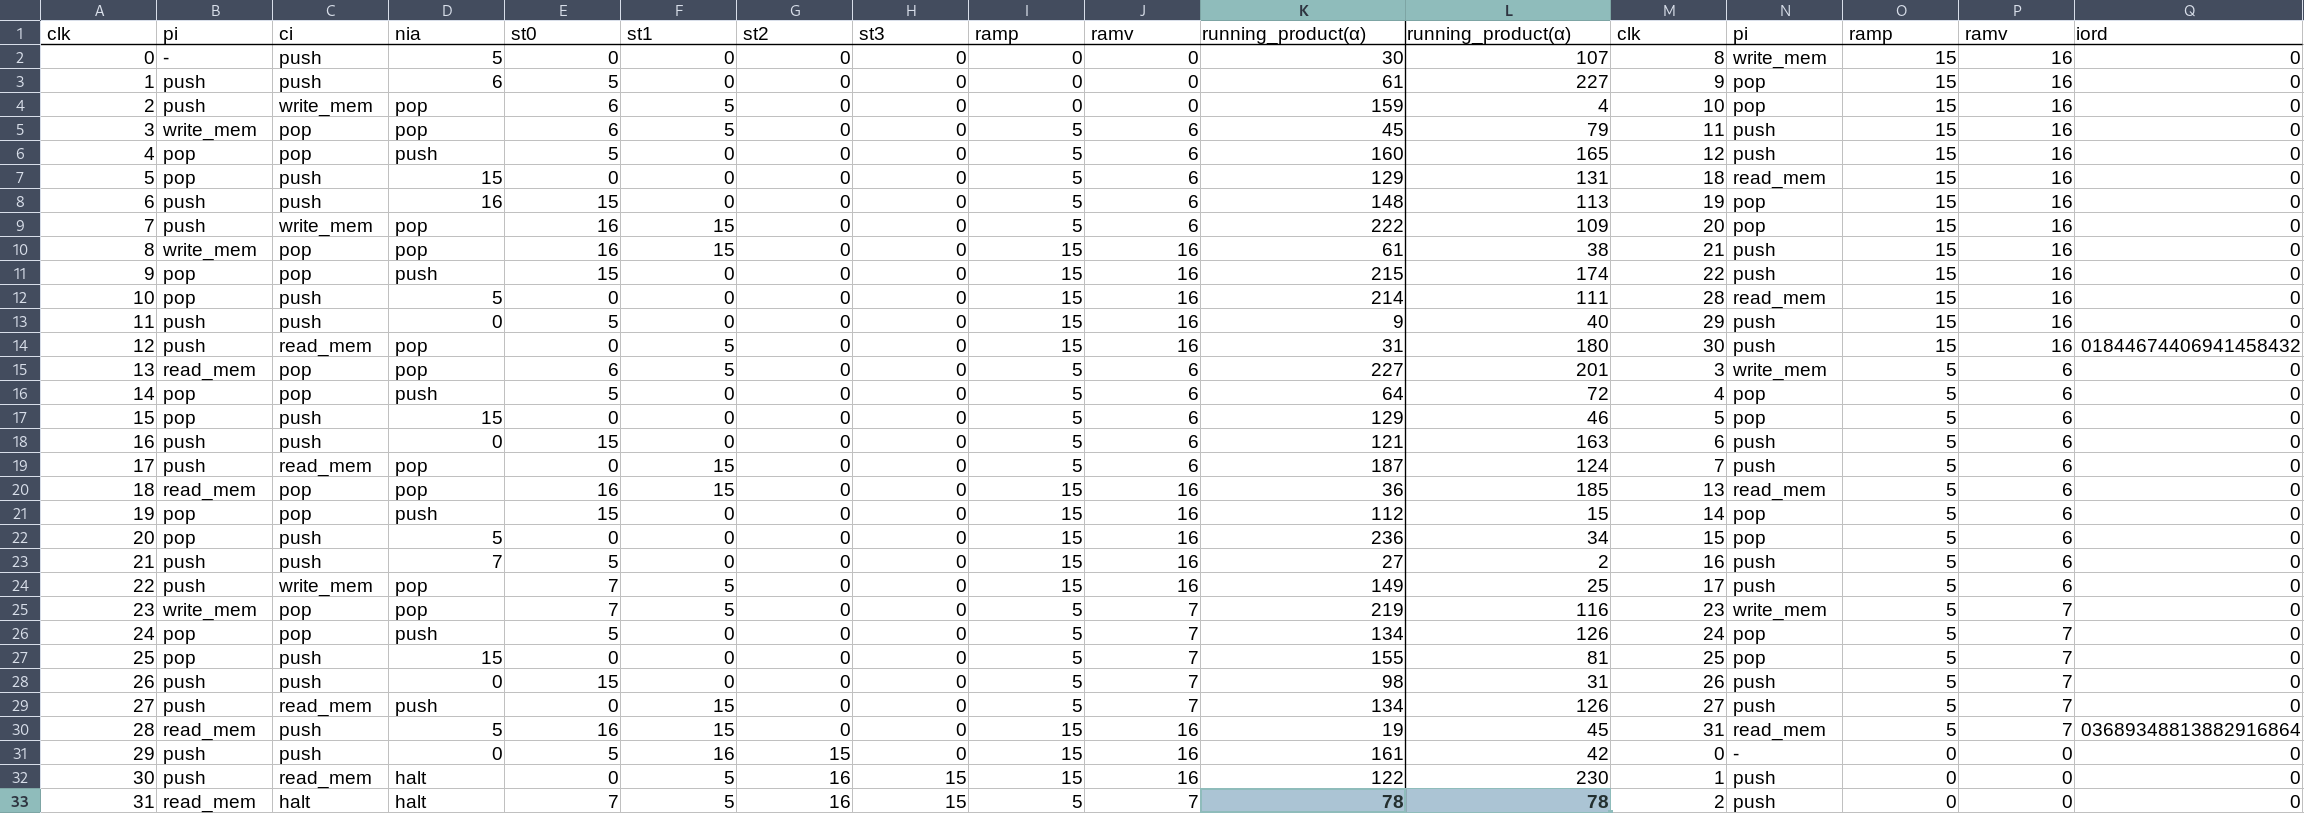 A B C D E F G H I J K L M N O P Q
1 clk pi ci nia st0 st1 st2 st3 ramp ramv running_product(α) running_product(α) clk pi ramp ramv iord
2 0 - push 5 0 0 0 0 0 0 30 107 8 write_mem 15 16 0
3 1 push push 6 5 0 0 0 0 0 61 227 9 pop 15 16 0
4 2 push write_mem pop 6 5 0 0 0 0 159 4 10 pop 15 16 0
5 3 write_mem pop pop 6 5 0 0 5 6 45 79 11 push 15 16 0
6 4 pop pop push 5 0 0 0 5 6 160 165 12 push 15 16 0
7 5 pop push 15 0 0 0 0 5 6 129 131 18 read_mem 15 16 0
8 6 push push 16 15 0 0 0 5 6 148 113 19 pop 15 16 0
9 7 push write_mem pop 16 15 0 0 5 6 222 109 20 pop 15 16 0
10 8 write_mem pop pop 16 15 0 0 15 16 61 38 21 push 15 16 0
11 9 pop pop push 15 0 0 0 15 16 215 174 22 push 15 16 0
12 10 pop push 5 0 0 0 0 15 16 214 111 28 read_mem 15 16 0
13 11 push push 0 5 0 0 0 15 16 9 40 29 push 15 16 0
14 12 push read_mem pop 0 5 0 0 15 16 31 180 30 push 15 16 01844674406941458432
15 13 read_mem pop pop 6 5 0 0 5 6 227 201 3 write_mem 5 6 0
16 14 pop pop push 5 0 0 0 5 6 64 72 4 pop 5 6 0
17 15 pop push 15 0 0 0 0 5 6 129 46 5 pop 5 6 0
18 16 push push 0 15 0 0 0 5 6 121 163 6 push 5 6 0
19 17 push read_mem pop 0 15 0 0 5 6 187 124 7 push 5 6 0
20 18 read_mem pop pop 16 15 0 0 15 16 36 185 13 read_mem 5 6 0
21 19 pop pop push 15 0 0 0 15 16 112 15 14 pop 5 6 0
22 20 pop push 5 0 0 0 0 15 16 236 34 15 pop 5 6 0
23 21 push push 7 5 0 0 0 15 16 27 2 16 push 5 6 0
24 22 push write_mem pop 7 5 0 0 15 16 149 25 17 push 5 6 0
25 23 write_mem pop pop 7 5 0 0 5 7 219 116 23 write_mem 5 7 0
26 24 pop pop push 5 0 0 0 5 7 134 126 24 pop 5 7 0
27 25 pop push 15 0 0 0 0 5 7 155 81 25 pop 5 7 0
28 26 push push 0 15 0 0 0 5 7 98 31 26 push 5 7 0
29 27 push read_mem push 0 15 0 0 5 7 134 126 27 push 5 7 0
30 28 read_mem push 5 16 15 0 0 15 16 19 45 31 read_mem 5 7 03689348813882916864
31 29 push push 0 5 16 15 0 15 16 161 42 0 - 0 0 0
32 30 push read_mem halt 0 5 16 15 15 16 122 230 1 push 0 0 0
33 31 read_mem halt halt 7 5 16 15 5 7 78 78 2 push 0 0 0